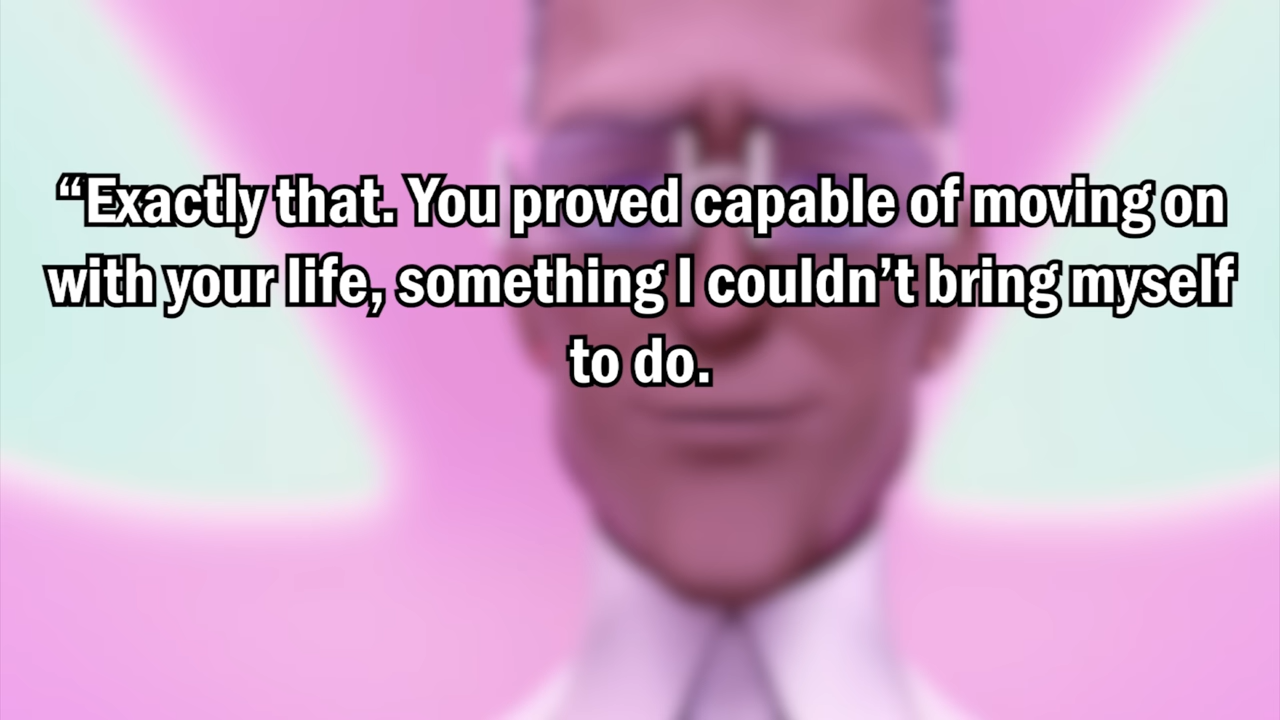 “Exactly that. You proved capable of moving on
with your life, something I couldn’t bring myself
to do.